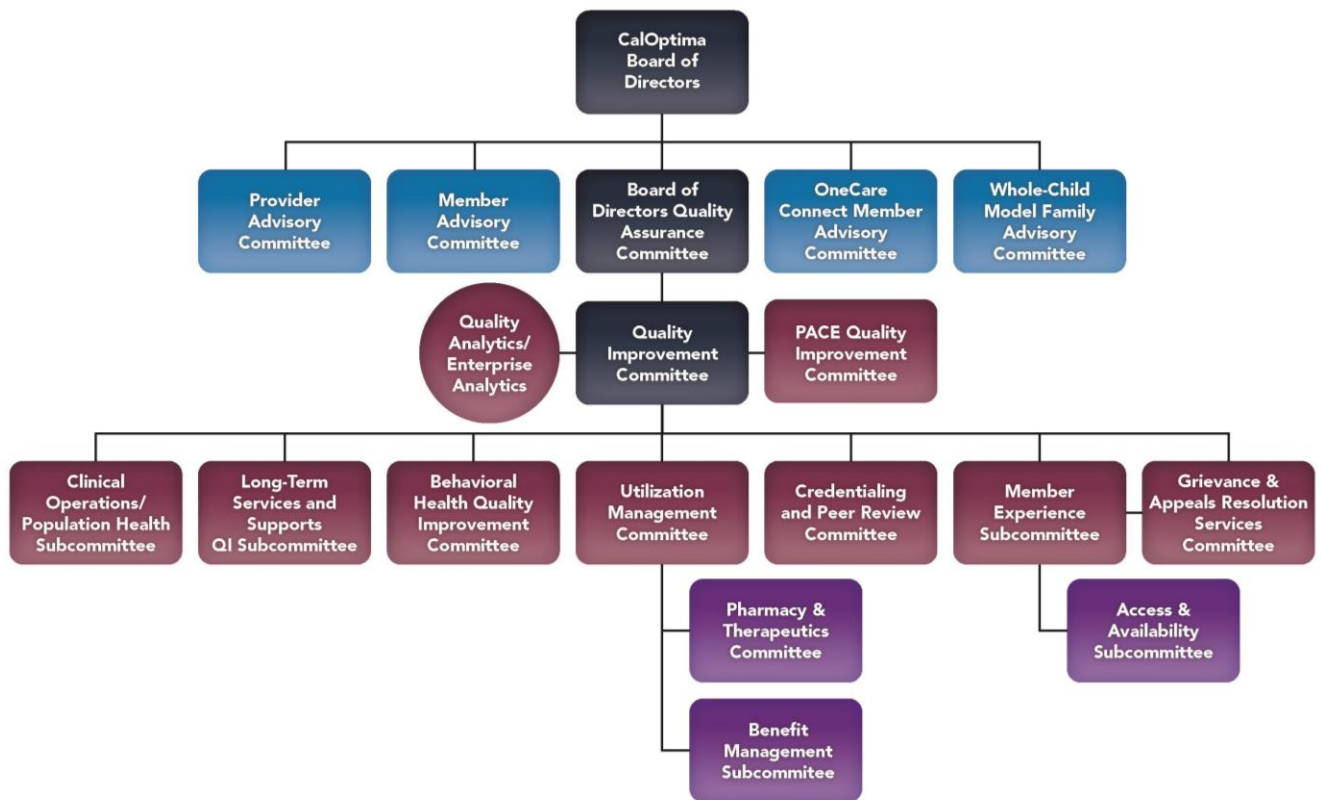 CalOptima
Board of
Directors
Provider
Advisory
Committee
Member
Advisory
Committee
Board of
Directors Quality
Assurance
Committee
OneCare
Connect Member
Advisory
Committee
Whole-Child
Model Family
Advisory
Committee
Quality
Analytics/
Enterprise
Analytics
Quality
Improvement
Committee
PACE Quality
Improvement
Committee
Clinical
Operations/
Population Health
Subcommittee
Long-Term
Services and
Supports
QI Subcommittee
Behavioral
Health Quality
Improvement
Committee
Utilization
Management
Committee
Credentialing
and Peer Review
Committee
Member
Experience
Subcommittee
Grievance &
Appeals Resolution
Services
Committee
Pharmacy &
Therapeutics
Committee
Access &
Availability
Subcommittee
Benefit
Management
Subcommitee